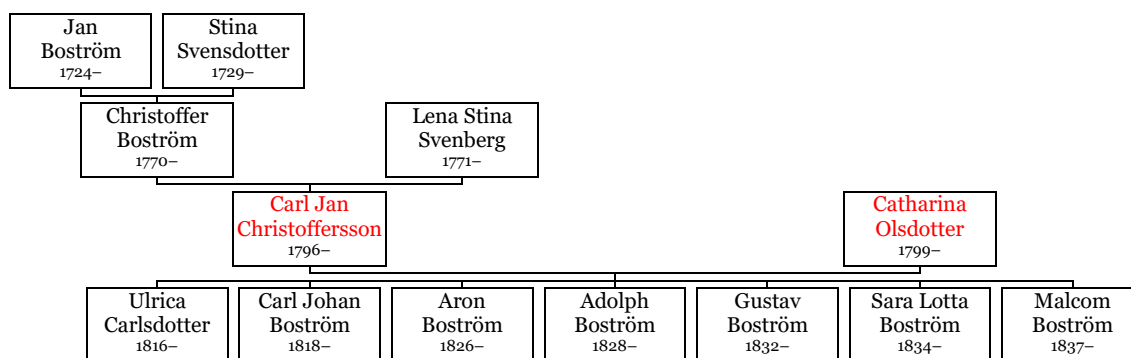 Jan
Boström
1724–
Stina
Svensdotter
1729–
Christoffer
Boström
1770–
Lena Stina
Svenberg
1771–
Carl Jan
Christoffersson
1796–
Catharina
Olsdotter
1799–
Ulrica
Carlsdotter
1816–
Carl Johan
Boström
1818–
Aron
Boström
1826–
Adolph
Boström
1828–
Gustav
Boström
1832–
Sara Lotta
Boström
1834–
Malcom
Boström
1837–